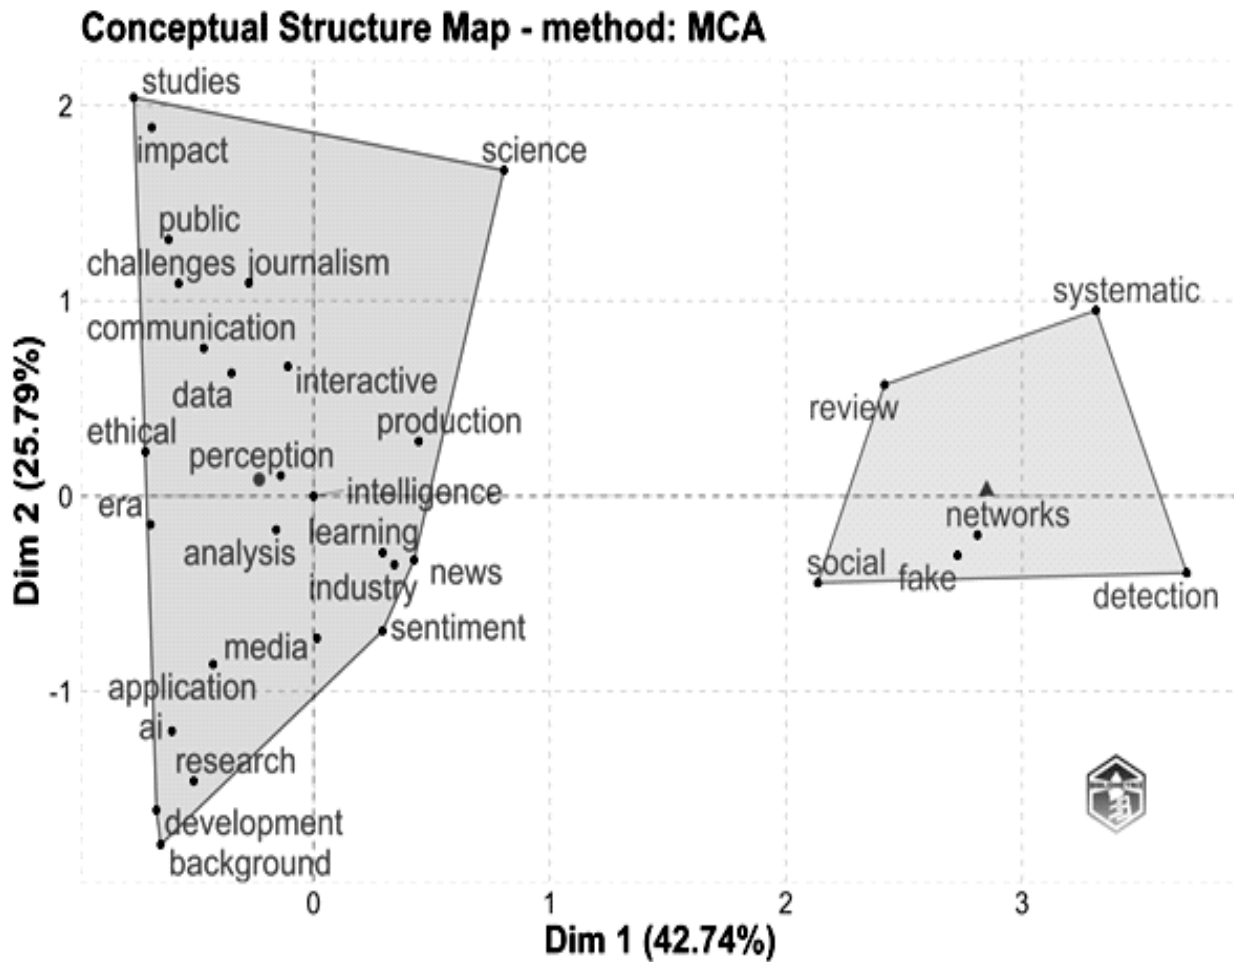 Conceptual Structure Map - method: MCA
studies
impact
science
public
challenges
journalism
systematic
communication
interactive
data
review
production
ethical
perception
intelligence
era
networks
learning
analysis
social
news
fake
industry
detection
sentiment
media
application
ai
research
development
background
2
1
0
-1
Dim 2 (25.79%)
0
1
2
3
Dim 1 (42.74%)